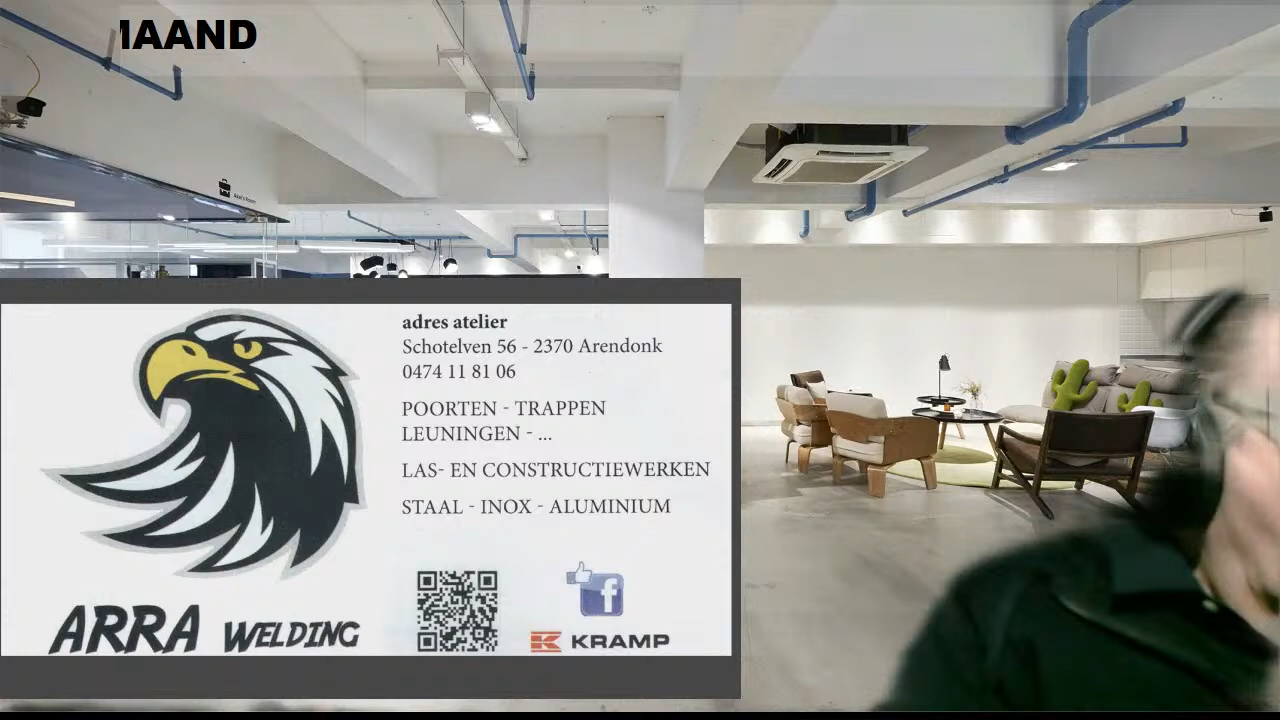 IAAND
adres atelier
Schotelven 56 - 2370 Arendonk
0474 11 81 06
POORTEN - TRAPPEN
LEUNINGEN - ...
LAS- EN CONSTRUCTIEWERKEN
STAAL - INOX - ALUMINIUM
ARRA WELDING
f
KRAMP